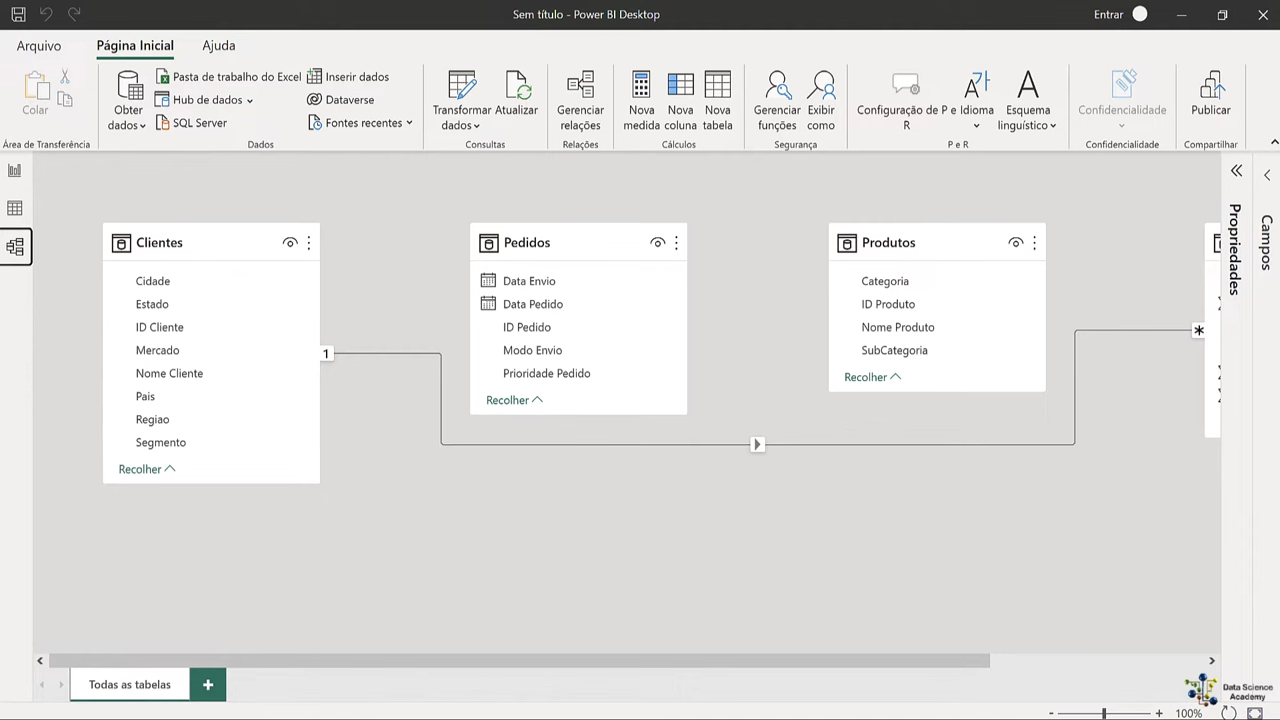 Sem título - Power BI Desktop
Entrar
Arquivo
Página Inicial
Ajuda
Colar
Área de Transferência
Obter dados
Pasta de trabalho do Excel
Hub de dados
SQL Server
Inserir dados
Dataverse
Fontes recentes
Dados
Transformar dados
Atualizar
Consultas
Gerenciar relações
Relações
Nova medida
Nova coluna
Nova tabela
Cálculos
Gerenciar funções
Exibir como
Segurança
Configuração de P e R
Idioma
Esquema linguístico
P e R
Confidencialidade
Confidencialidade
Publicar
Compartilhar
Clientes
Cidade
Estado
ID Cliente
Mercado
Nome Cliente
Pais
Regiao
Segmento
Recolher
1
Pedidos
Data Envio
Data Pedido
ID Pedido
Modo Envio
Prioridade Pedido
Recolher
Produtos
Categoria
ID Produto
Nome Produto
SubCategoria
Recolher
*
Propriedades
Campos
Todas as tabelas
+
Data Science
Academy
- + 100%